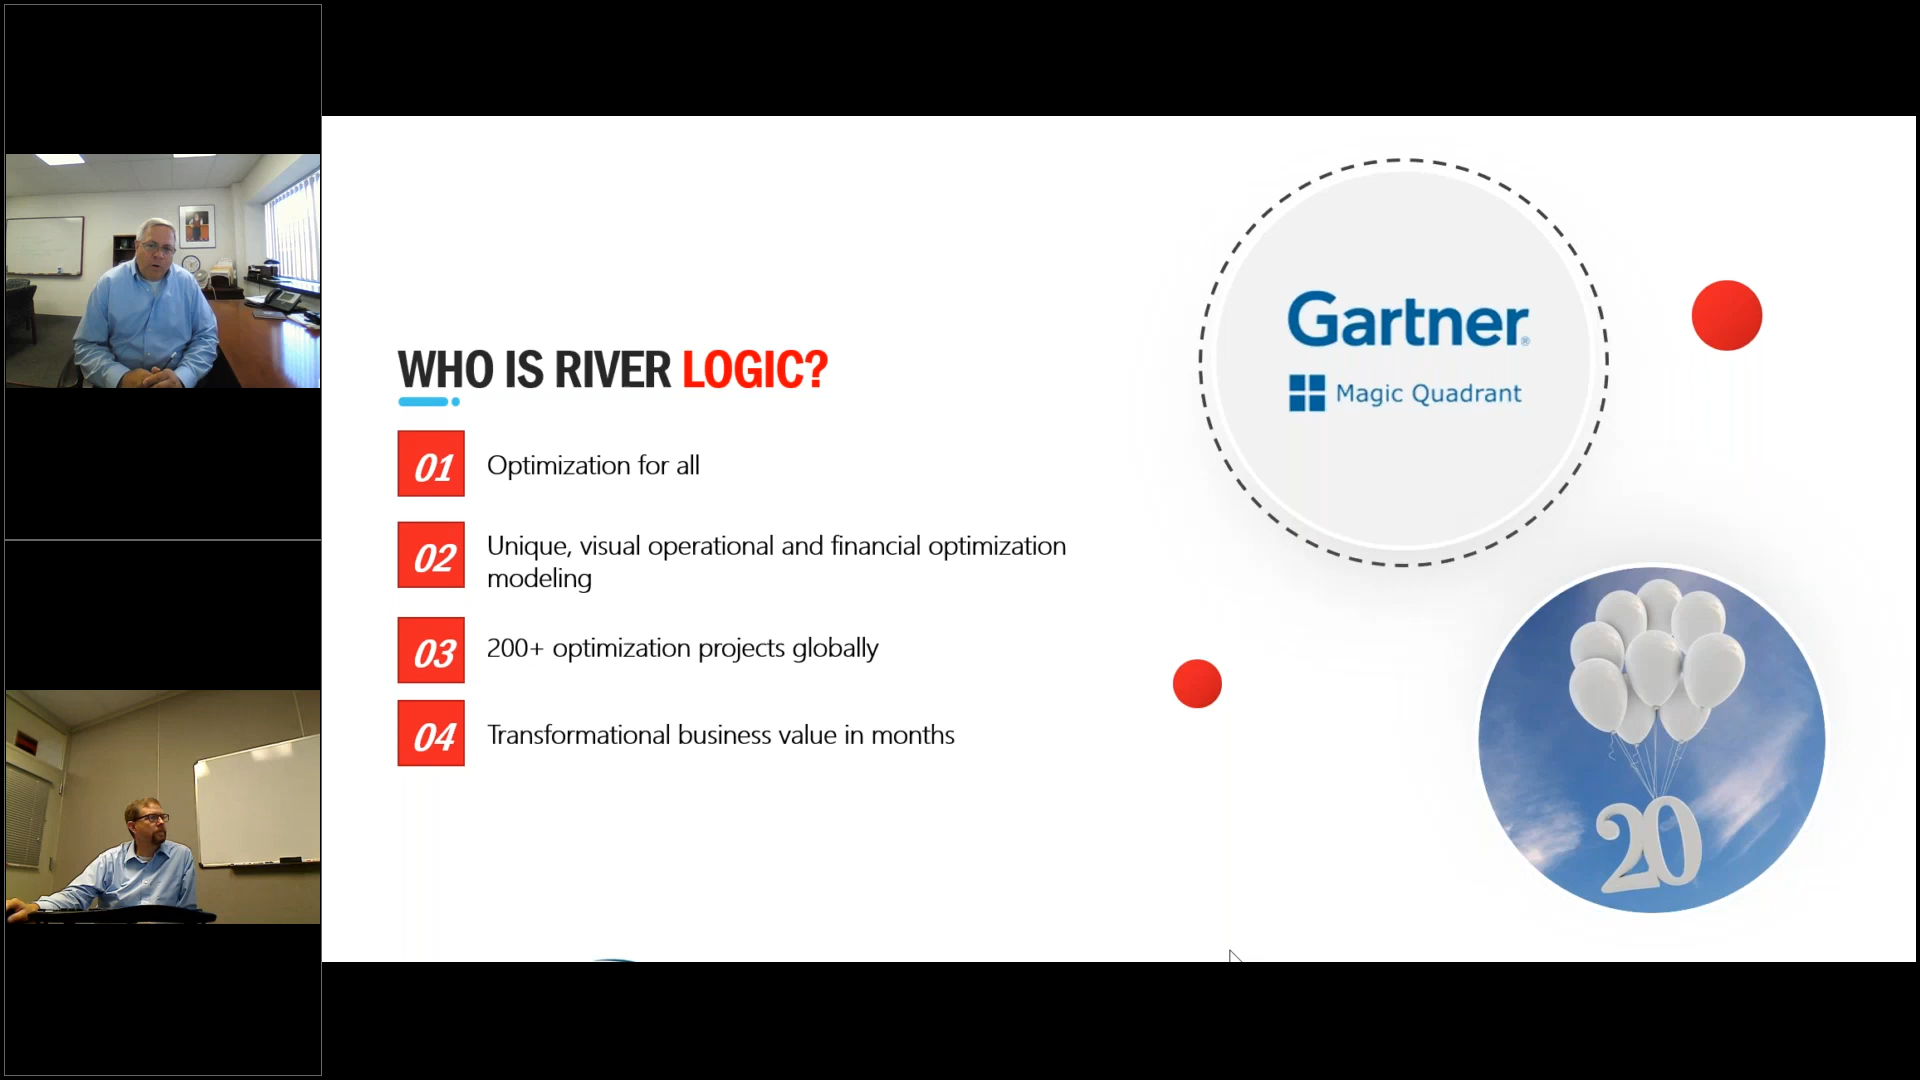 WHO IS RIVER LOGIC?
01
Optimization for all
02
Unique, visual operational and financial optimization
modeling
03
200+ optimization projects globally
04
Transformational business value in months
Gartner®
Magic Quadrant
20